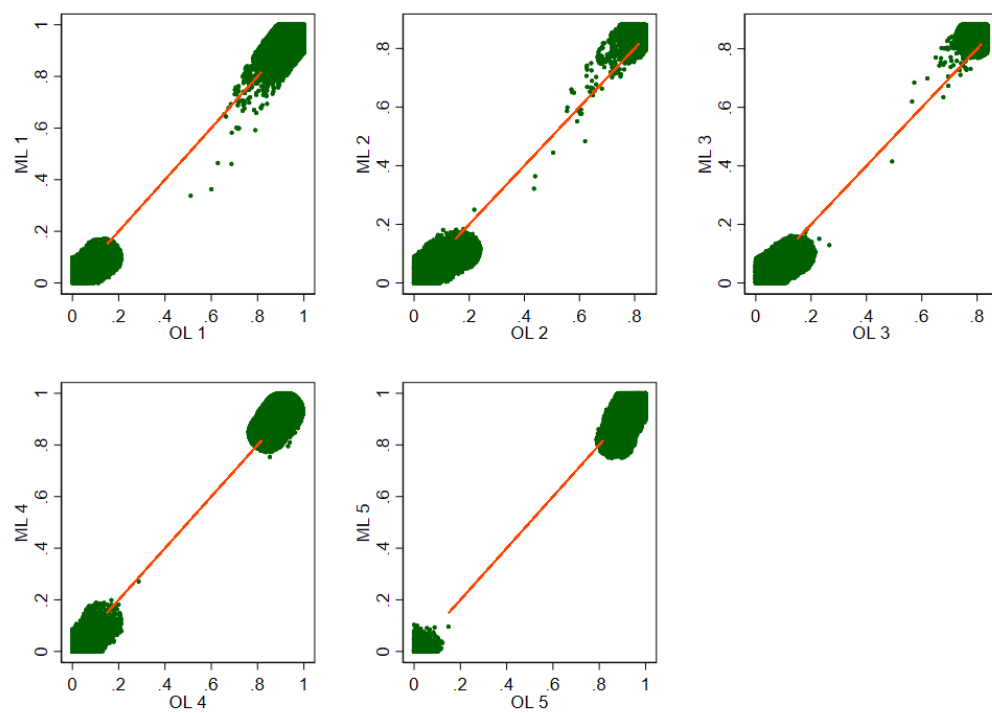 ML 1
0 .2 .4 .6 .8 1
0 .2 .4 .6 .8 1
OL 1
ML 2
0 .2 .4 .6 .8
0 .2 .4 .6 .8
OL 2
ML 3
0 .2 .4 .6 .8
0 .2 .4 .6 .8
OL 3
ML 4
0 .2 .4 .6 .8 1
0 .2 .4 .6 .8 1
OL 4
ML 5
0 .2 .4 .6 .8 1
0 .2 .4 .6 .8 1
OL 5